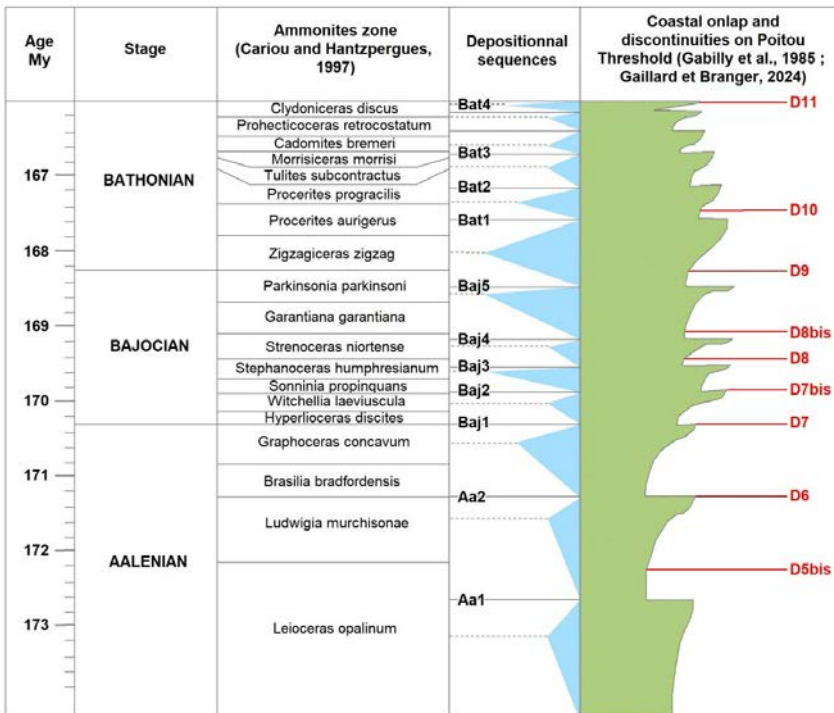 Age
My
Stage
Ammonites zone
(Cariou and Hantzpergues,
1997)
Depositionnal
sequences
Coastal onlap and
discontinuities on Poitou
Threshold (Gabilly et al., 1985 ;
Gaillard et Branger, 2024)
167
168
169
170
171
172
173
BATHONIAN
BAJOCIAN
AALENIAN
Clydoniceras discus
Prohecticoceras retrocostatum
Cadomites bremeri
Morrisiceras morrisi
Tulites subcontractus
Procerites progracilis
Procerites aurigerus
Zigzagiceras zigzag
Parkinsonia parkinsoni
Garantiana garantiana
Strenoceras niortense
Stephanoceras humphresianum
Sonninia propinquans
Witchellia laeviuscula
Hyperlioceras discites
Graphoceras concavum
Brasilia bradfordensis
Ludwigia murchisonae
Leioceras opalinum
Bat4
Bat3
Bat2
Bat1
Baj5
Baj4
Baj3
Baj2
Baj1
Aa2
Aa1
D11
D10
D9
D8bis
D8
D7bis
D7
D6
D5bis